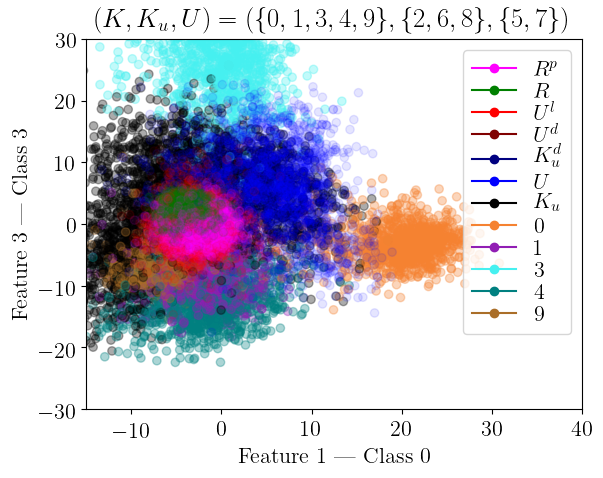 (K, K_u, U) = ({0, 1, 3, 4, 9}, {2, 6, 8}, {5, 7})
30
20
10
0
−10
−20
−30
Feature 3 — Class 3
R^p
R
U^l
U^d
K_u^d
U
K_u
0
1
3
4
9
−10
0
10
20
30
40
Feature 1 — Class 0